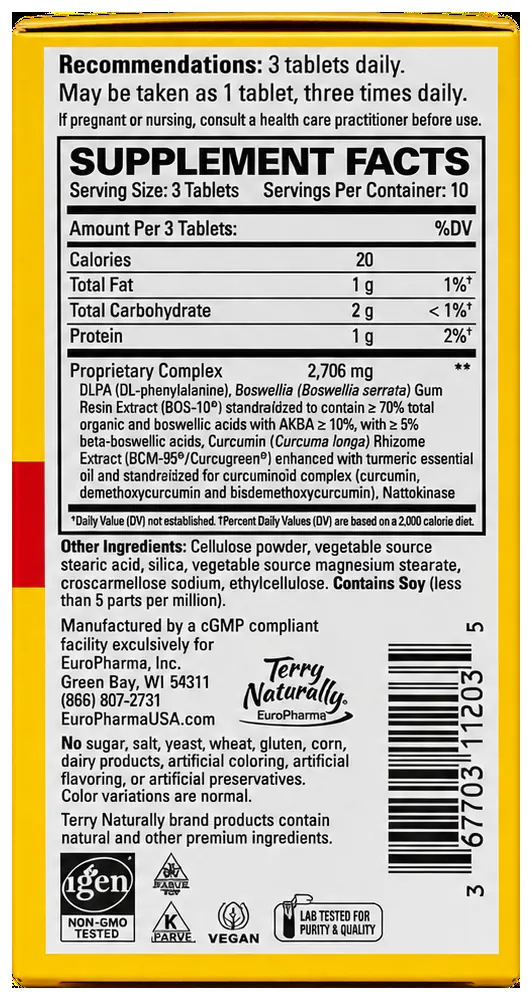 Recommendations: 3 tablets daily.
May be taken as 1 tablet, three times daily.
If pregnant or nursing, consult a health care practitioner before use.
SUPPLEMENT FACTS
Serving Size: 3 Tablets Servings Per Container: 10
Amount Per 3 Tablets: %DV
Calories 20
Total Fat 1 g 1%†
Total Carbohydrate 2 g < 1%†
Protein 1 g 2%†
Proprietary Complex 2,706 mg **
DLPA (DL-phenylalanine), Boswellia (Boswellia serrata) Gum
Resin Extract (BOS-10®) to contain ≥ 70% total
organic and boswellic acids with AKBA ≥ 10%, with ≥ 5%
beta-boswellic acids, Curcumin (Curcuma longa) Rhizome
Extract (BCM-95®/Curcugreen®) enhanced with turmeric essential
oil and for curcuminoid complex (curcumin,
demethoxycurcumin and bisdemethoxycurcumin), Nattokinase
†Daily Value (DV) not established. †Percent Daily Values (DV) are based on a 2,000 calorie diet.
Other Ingredients: Cellulose powder, vegetable source
stearic acid, silica, vegetable source magnesium stearate,
croscarmellose sodium, ethylcellulose. Contains Soy (less
than 5 parts per million).
Manufactured by a cGMP compliant
facility exculsively for
EuroPharma, Inc.
Green Bay, WI 54311
(866) 807-2731
EuroPharmaUSA.com
Terry
Naturally®
EuroPharma
No sugar, salt, yeast, wheat, gluten, corn,
dairy products, artificial coloring, artificial
flavoring, or artificial preservatives.
Color variations are normal.
Terry Naturally brand products contain
natural and other premium ingredients.
3 67703 11203 5
igen
NON-GMO
TESTED
K
PARVE
VEGAN
LAB TESTED FOR
PURITY & QUALITY